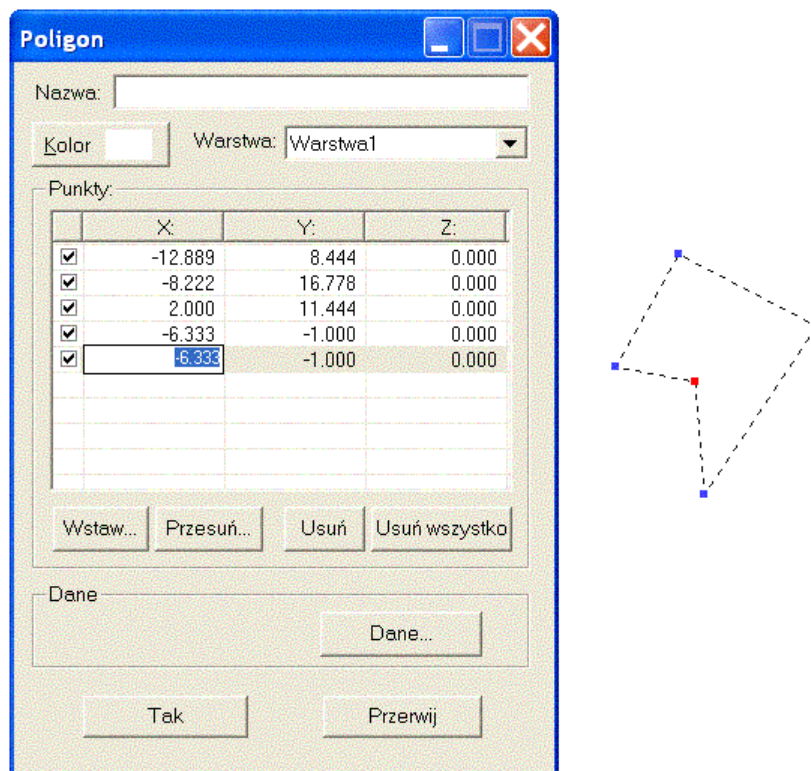 Poligon
Nazwa:
Kolor Warstwa: Warstwa1
Punkty:
X: Y: Z:
-12.889 8.444 0.000
-8.222 16.778 0.000
2.000 11.444 0.000
-6.333 -1.000 0.000
-6.333 -1.000 0.000
Wstaw... Przesuń... Usuń Usuń wszystko
Dane
Dane...
Tak Przerwij